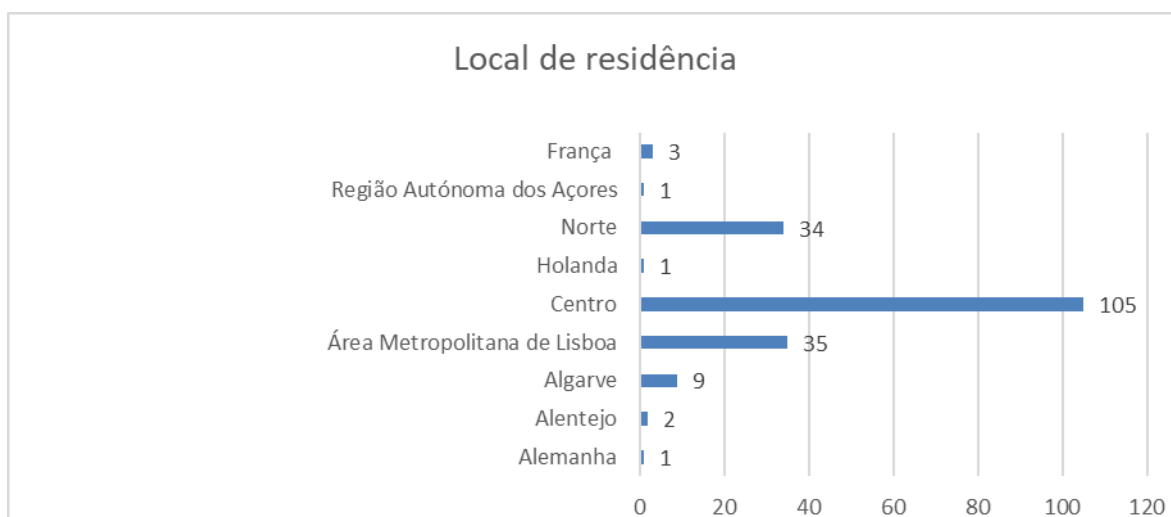 Local de residência
França 3
Região Autónoma dos Açores 1
Norte 34
Holanda 1
Centro 105
Área Metropolitana de Lisboa 35
Algarve 9
Alentejo 2
Alemanha 1
0 20 40 60 80 100 120